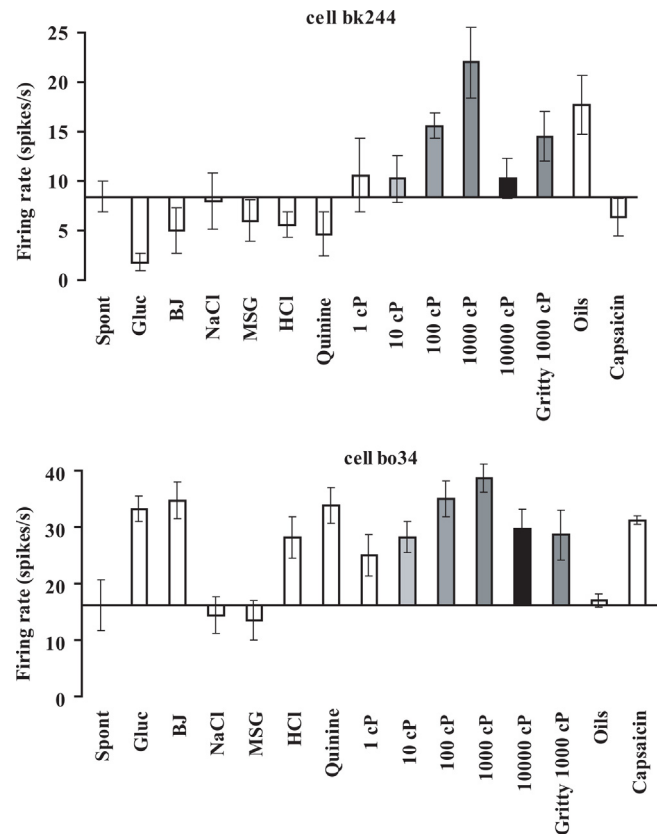 cell bk244
Firing rate (spikes/s)
25
20
15
10
5
0
Spont
Gluc
BJ
NaCl
MSG
HCl
Quinine
1 cP
10 cP
100 cP
1000 cP
10000 cP
Gritty 1000 cP
Oils
Capsaicin
cell bo34
Firing rate (spikes/s)
40
30
20
10
0
Spont
Gluc
BJ
NaCl
MSG
HCl
Quinine
1 cP
10 cP
100 cP
1000 cP
10000 cP
Gritty 1000 cP
Oils
Capsaicin